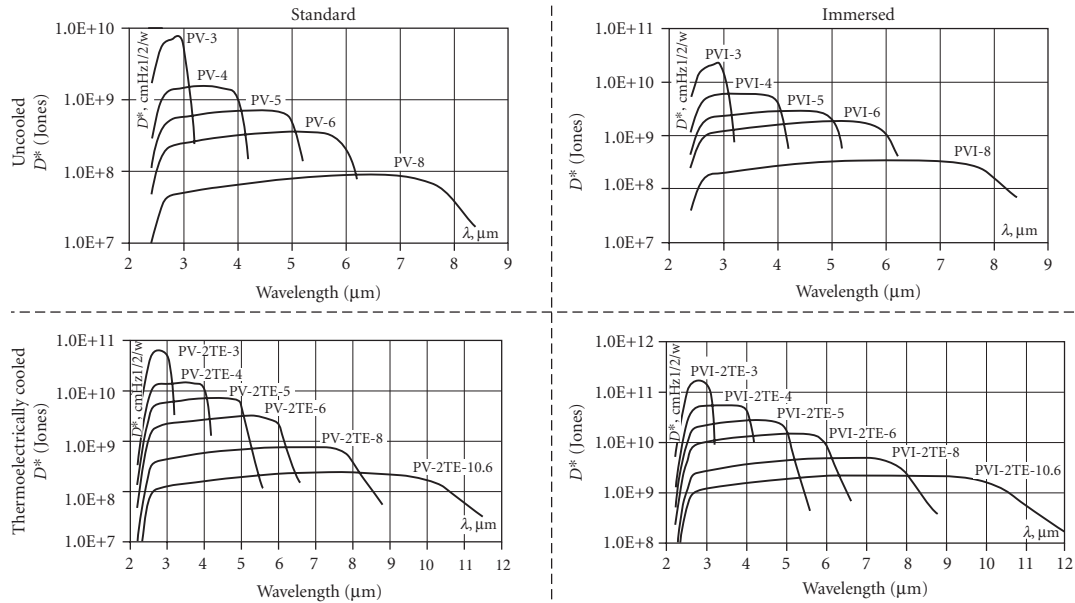 Standard
Uncooled
D* (Jones)
D*, cmHz1/2/w
1.0E+10
1.0E+9
1.0E+8
1.0E+7
PV-3
PV-4
PV-5
PV-6
PV-8
λ, μm
2 3 4 5 6 7 8 9
Wavelength (μm)
Immersed
D* (Jones)
D*, cmHz1/2/w
1.0E+11
1.0E+10
1.0E+9
1.0E+8
1.0E+7
PVI-3
PVI-4
PVI-5
PVI-6
PVI-8
λ, μm
2 3 4 5 6 7 8 9
Wavelength (μm)
Thermoelectrically cooled
D* (Jones)
D*, cmHz1/2/w
1.0E+11
1.0E+10
1.0E+9
1.0E+8
1.0E+7
PV-2TE-3
PV-2TE-4
PV-2TE-5
PV-2TE-6
PV-2TE-8
PV-2TE-10.6
λ, μm
2 3 4 5 6 7 8 9 10 11 12
Wavelength (μm)
D* (Jones)
D*, cmHz1/2/w
1.0E+12
1.0E+11
1.0E+10
1.0E+9
1.0E+8
PVI-2TE-3
PVI-2TE-4
PVI-2TE-5
PVI-2TE-6
PVI-2TE-8
PVI-2TE-10.6
λ, μm
2 3 4 5 6 7 8 9 10 11 12
Wavelength (μm)